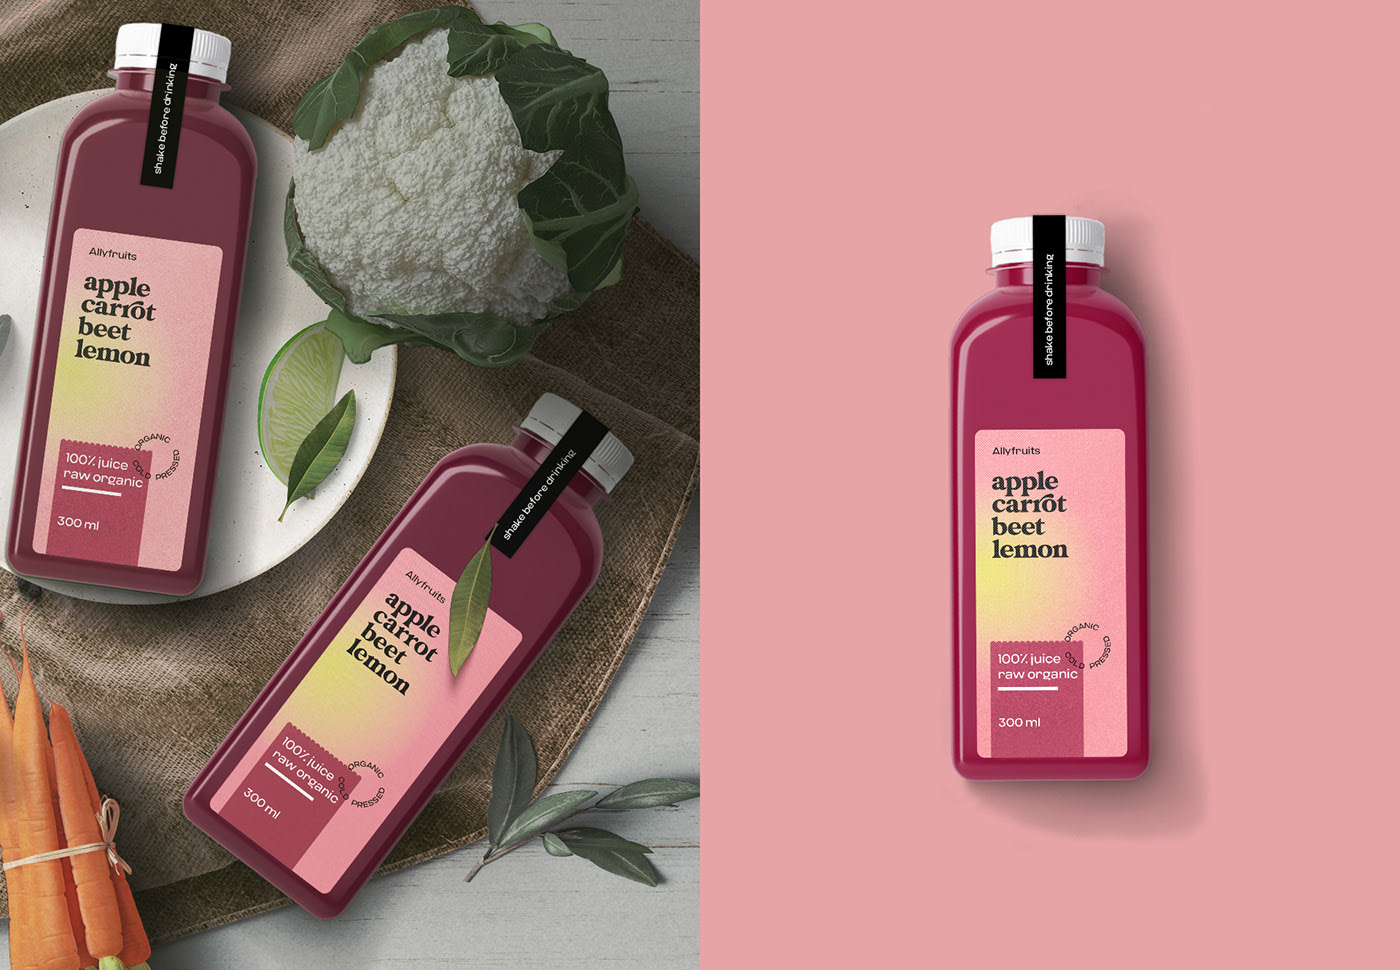 shake before drinking
Allyfruits
apple
carrot
beet
lemon
ORGANIC
COLD PRESSED
100% juice
raw organic
300 ml
shake before drinking
Allyfruits
apple
carrot
beet
lemon
ORGANIC
COLD PRESSED
100% juice
raw organic
300 ml
shake before drinking
Allyfruits
apple
carrot
beet
lemon
ORGANIC
COLD PRESSED
100% juice
raw organic
300 ml